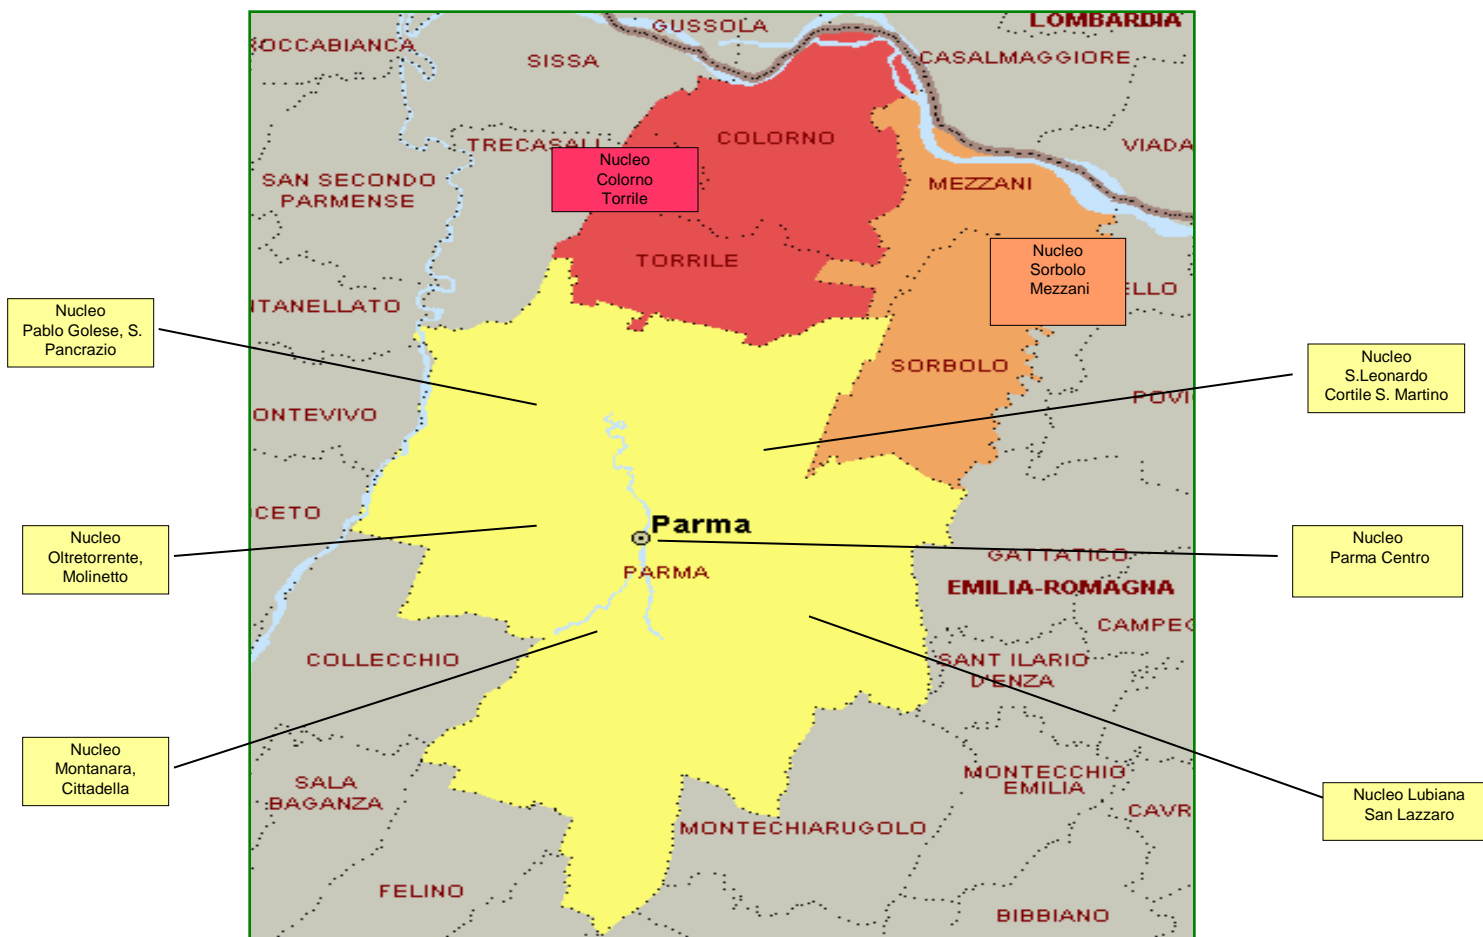 LOMBARDIA
GUSSOLA
OCCABIANCA
SISSA
CASALMAGGIORE
COLORNO
TRECASALI
VIADA
Nucleo
Colorno
Torrile
SAN SECONDO
PARMENSE
MEZZANI
Nucleo
Sorbolo
Mezzani
TORRILE
ELLO
NTANELLATO
Nucleo
Pablo Golese, S.
Pancrazio
SORBOLO
Nucleo
S.Leonardo
Cortile S. Martino
POVI
ONTEVIVO
CETO
Parma
Nucleo
Oltretorrente,
Molinetto
Nucleo
Parma Centro
GATTATICO
PARMA
EMILIA-ROMAGNA
CAMPEG
COLLECCHIO
SANT ILARIO
D'ENZA
Nucleo
Montanara,
Cittadella
SALA
BAGANZA
MONTECCHIO
EMILIA
Nucleo Lubiana
San Lazzaro
CAVR
MONTECHIARUGOLO
FELINO
BIBBIANO